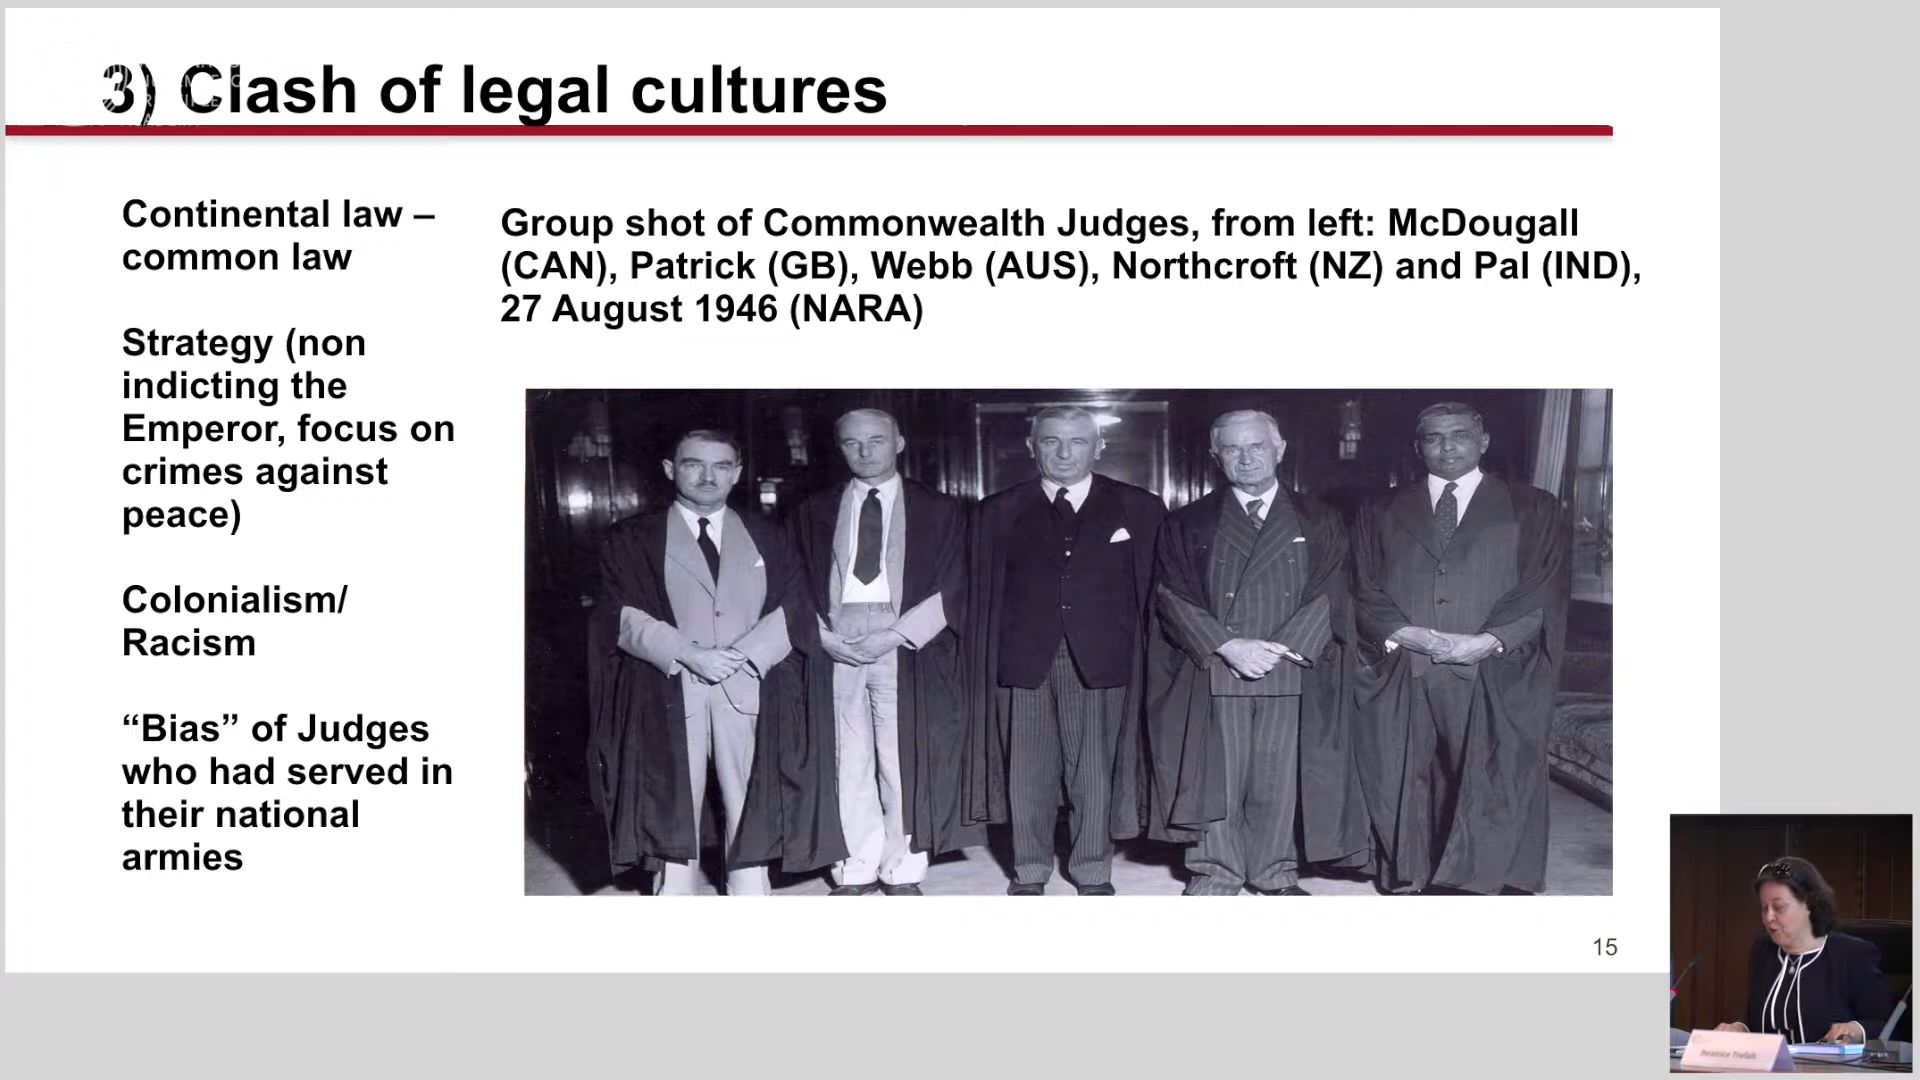 3) Clash of legal cultures
Continental law –
common law
Strategy (non
indicting the
Emperor, focus on
crimes against
peace)
Colonialism/
Racism
“Bias” of Judges
who had served in
their national
armies
Group shot of Commonwealth Judges, from left: McDougall
(CAN), Patrick (GB), Webb (AUS), Northcroft (NZ) and Pal (IND),
27 August 1946 (NARA)
15
Beatrice Trefalt